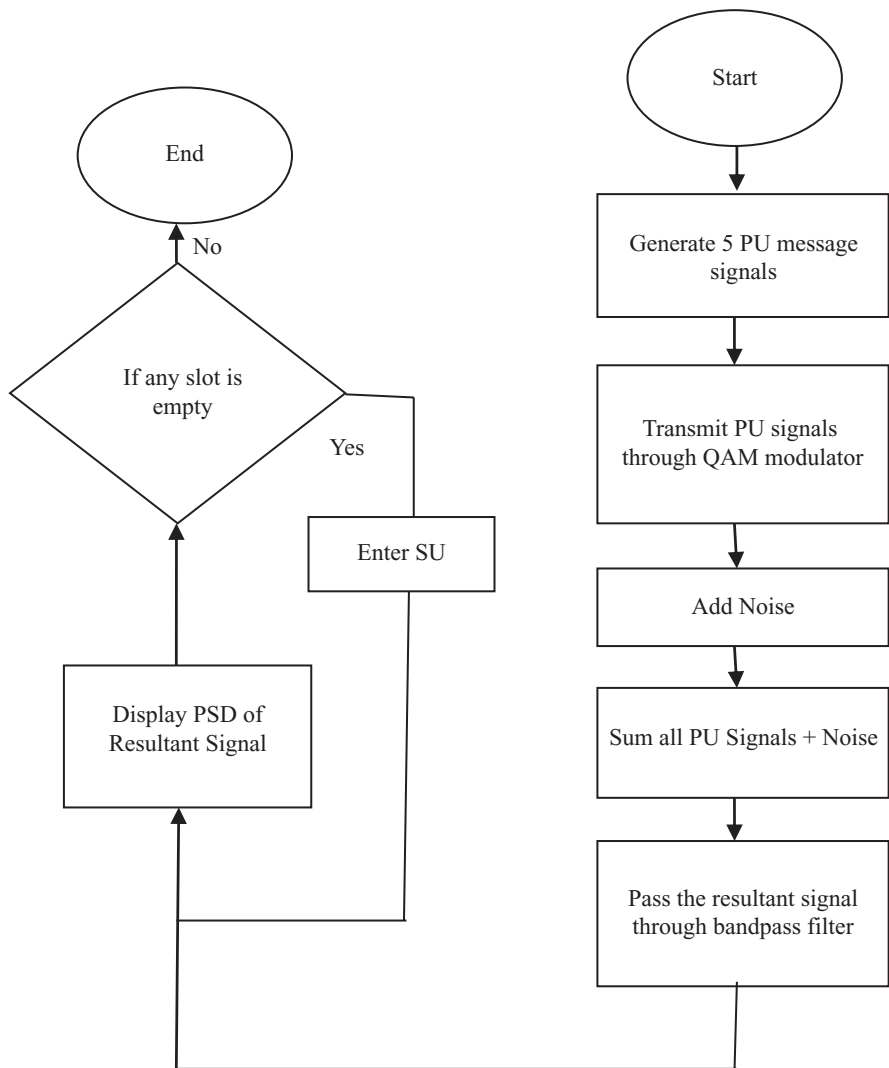 Start
Generate 5 PU message
signals
Transmit PU signals
through QAM modulator
Add Noise
Sum all PU Signals + Noise
Pass the resultant signal
through bandpass filter
Display PSD of
Resultant Signal
If any slot is
empty
Yes
Enter SU
No
End